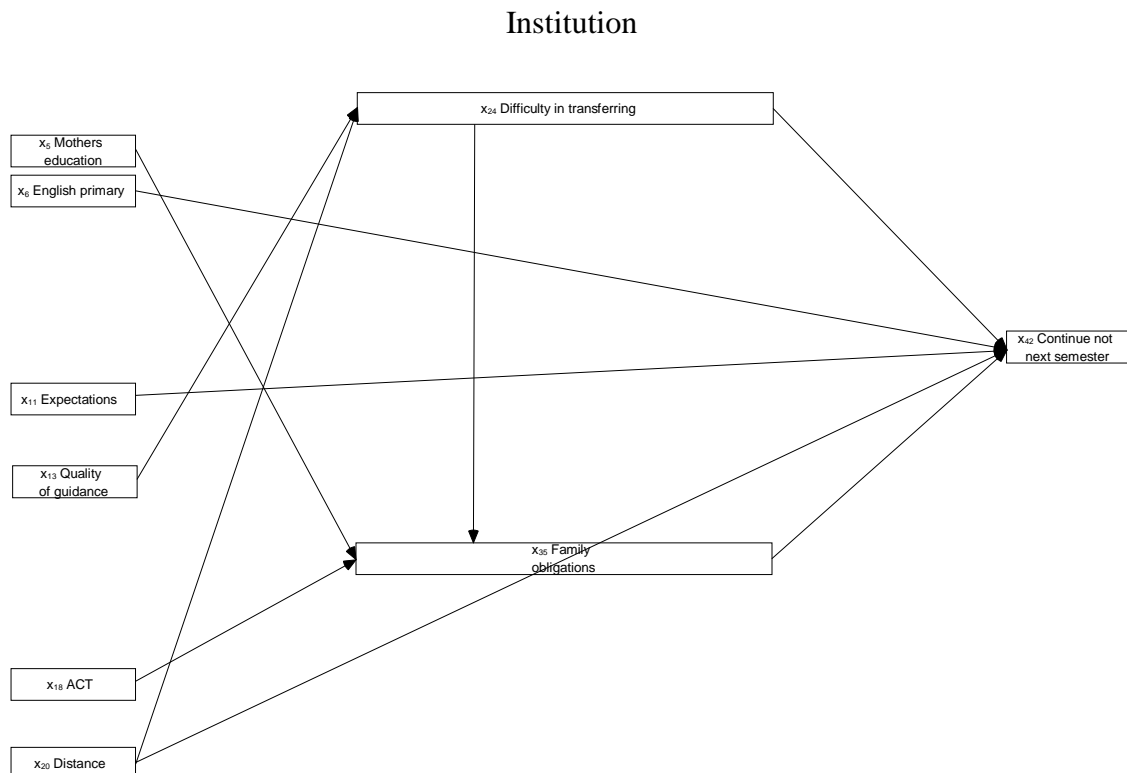 Institution
x₂₄ Difficulty in transferring
x₅ Mothers
education
x₆ English primary
x₄₂ Continue not
next semester
x₁₁ Expectations
x₁₃ Quality
of guidance
x₃₅ Family
obligations
x₁₈ ACT
x₂₀ Distance